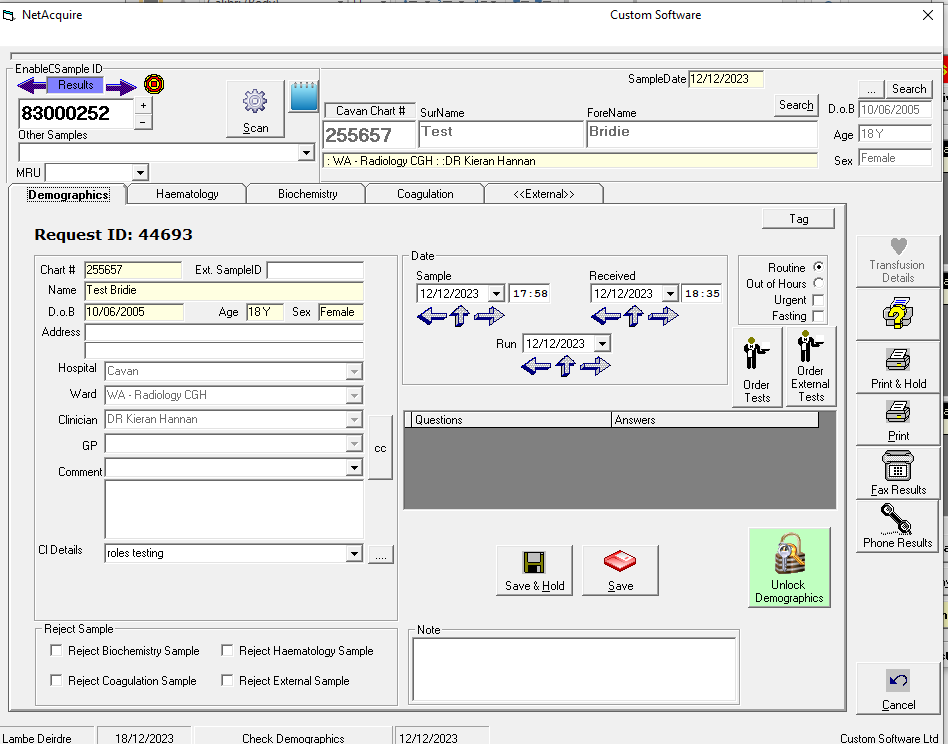 NetAcquire
Custom Software
EnableCSample ID
Results
83000252
+
-
Other Samples
MRU
Scan
SampleDate 12/12/2023
Cavan Chart #
SurName
ForeName
Search
255657
Test
Bridie
: WA - Radiology CGH : :DR Kieran Hannan
...
Search
D.o.B 10/06/2005
Age 18 Y
Sex Female
Demographics
Haematology
Biochemistry
Coagulation
<<External>>
Tag
Request ID: 44693
Chart # 255657 Ext. SampleID
Name Test Bridie
D.o.B 10/06/2005 Age 18 Y Sex Female
Address
Hospital Cavan
Ward WA - Radiology CGH
Clinician DR Kieran Hannan
GP
cc
Comment
Cl Details roles testing
....
Date
Sample
12/12/2023 17:58
Received
12/12/2023 18:35
Run 12/12/2023
Routine
Out of Hours
Urgent
Fasting
Order
Tests
Order
External
Tests
Questions Answers
Save & Hold
Save
Unlock
Demographics
Reject Sample
Reject Biochemistry Sample
Reject Haematology Sample
Reject Coagulation Sample
Reject External Sample
Note
Transfusion
Details
Print & Hold
Print
Fax Results
Phone Results
Cancel
Lambe Deirdre
18/12/2023
Check Demographics
12/12/2023
Custom Software Ltd